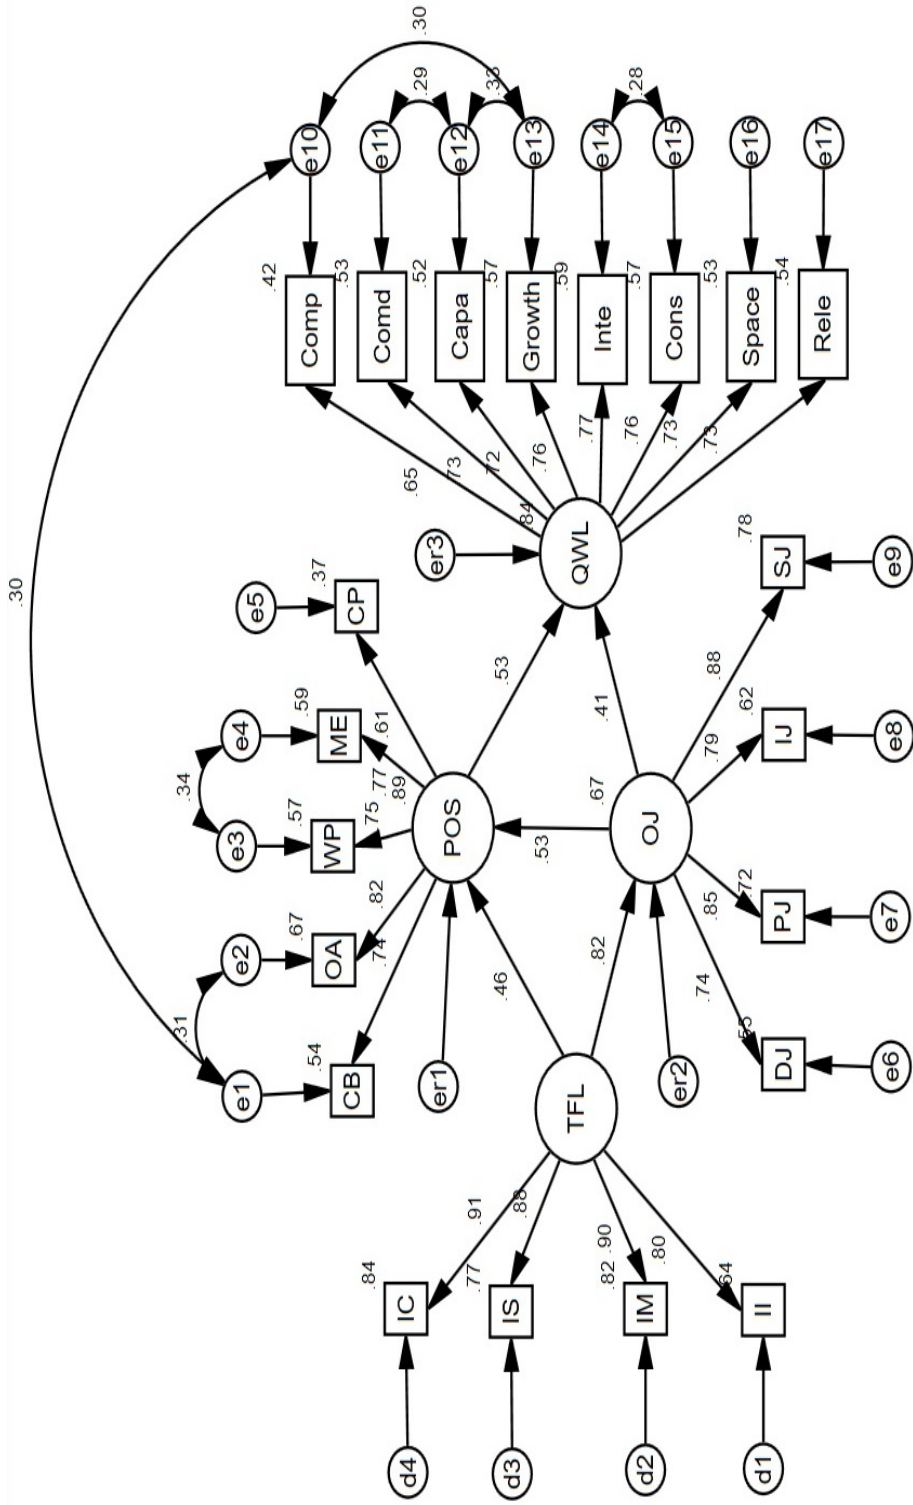 .30
.31
.34
e1
e2
e3
e4
e5
.54
.67
.57
.59
.37
CB
OA
WP
ME
CP
.74
.82
.75
.77
.61
.89
POS
er1
.46
.53
.53
er3
.84
QWL
.41
.67
OJ
er2
.82
TFL
.91
.88
.90
.80
.84
IC
d4
.77
IS
d3
.82
IM
d2
.64
II
d1
.74
.85
.79
.88
.55
.72
.62
.78
DJ
PJ
IJ
SJ
e6
e7
e8
e9
.65
.73
.72
.76
.77
.76
.73
.73
.42
Comp
e10
.53
Comd
e11
.52
Capa
e12
.57
Growth
e13
.59
Inte
e14
.57
Cons
e15
.53
Space
e16
.54
Rele
e17
.30
.29
.28